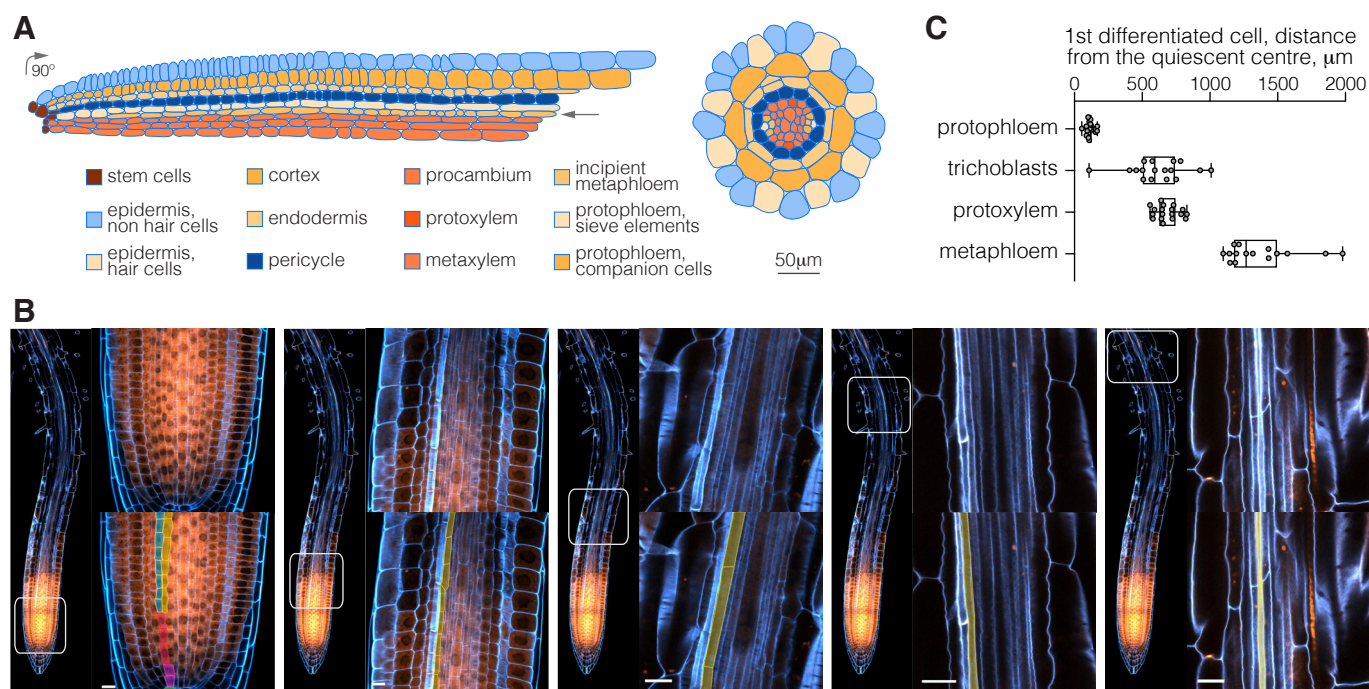 A
90°
stem cells
epidermis,
non hair cells
epidermis,
hair cells
cortex
endodermis
pericycle
procambium
protoxylem
metaxylem
incipient
metaphloem
protophloem,
sieve elements
protophloem,
companion cells
50μm
C
1st differentiated cell, distance
from the quiescent centre, μm
0 500 1000 1500 2000
protophloem
trichoblasts
protoxylem
metaphloem
B